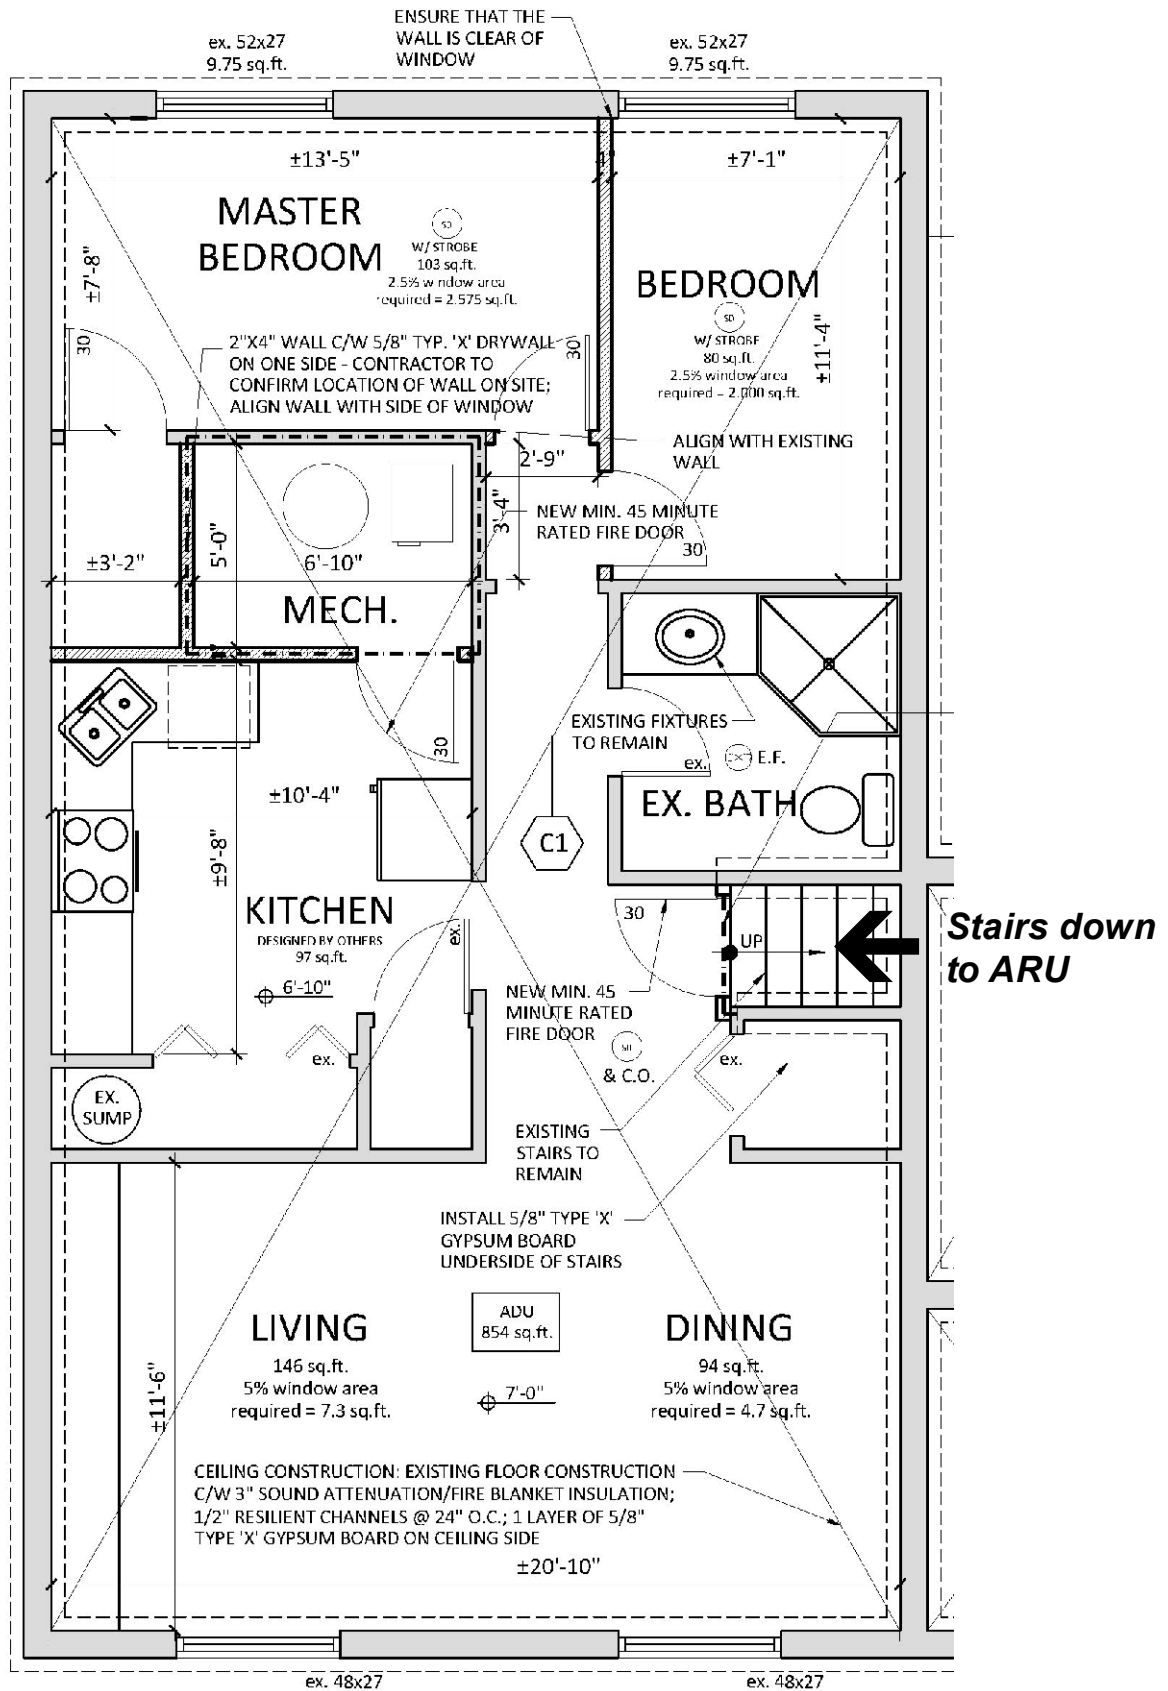 ENSURE THAT THE
WALL IS CLEAR OF
WINDOW
ex. 52x27
9.75 sq.ft.
ex. 52x27
9.75 sq.ft.
±13'-5"
±7'-1"
MASTER
BEDROOM
SD
W/ STROBE
103 sq.ft.
2.5% window area
required = 2.575 sq.ft.
±7'-8"
BEDROOM
SD
W/ STROBE
80 sq.ft.
2.5% window area
required = 2.000 sq.ft.
±11'-4"
30
2"X4" WALL C/W 5/8" TYP. 'X' DRYWALL
ON ONE SIDE - CONTRACTOR TO
CONFIRM LOCATION OF WALL ON SITE;
ALIGN WALL WITH SIDE OF WINDOW
30
ALIGN WITH EXISTING
WALL
2'-9"
3'-4"
NEW MIN. 45 MINUTE
RATED FIRE DOOR
30
±3'-2"
5'-0"
6'-10"
MECH.
EXISTING FIXTURES
TO REMAIN
30
ex.
E.F.
EX. BATH
±10'-4"
±9'-8"
C1
KITCHEN
DESIGNED BY OTHERS
97 sq.ft.
6'-10"
ex.
30
UP
Stairs down
to ARU
NEW MIN. 45
MINUTE RATED
FIRE DOOR
& C.O.
ex.
ex.
EX.
SUMP
EXISTING
STAIRS TO
REMAIN
INSTALL 5/8" TYPE 'X'
GYPSUM BOARD
UNDERSIDE OF STAIRS
ADU
854 sq.ft.
LIVING
146 sq.ft.
5% window area
required = 7.3 sq.ft.
DINING
94 sq.ft.
5% window area
required = 4.7 sq.ft.
±11'-6"
7'-0"
CEILING CONSTRUCTION: EXISTING FLOOR CONSTRUCTION
C/W 3" SOUND ATTENUATION/FIRE BLANKET INSULATION;
1/2" RESILIENT CHANNELS @ 24" O.C.; 1 LAYER OF 5/8"
TYPE 'X' GYPSUM BOARD ON CEILING SIDE
±20'-10"
ex. 48x27
ex. 48x27